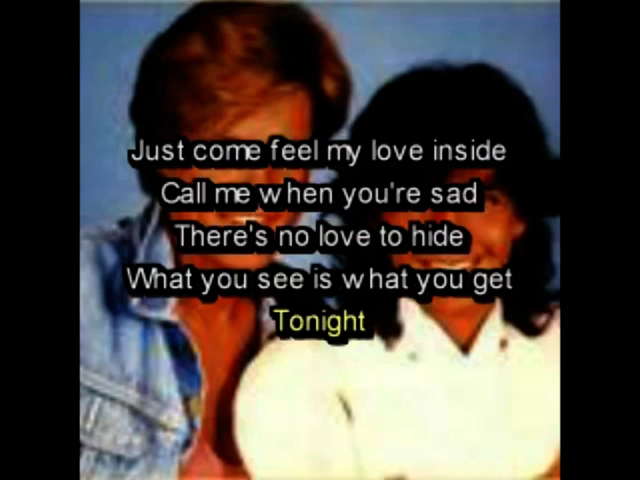 Just come feel my love inside
Call me when you're sad
There's no love to hide
What you see is what you get
Tonight